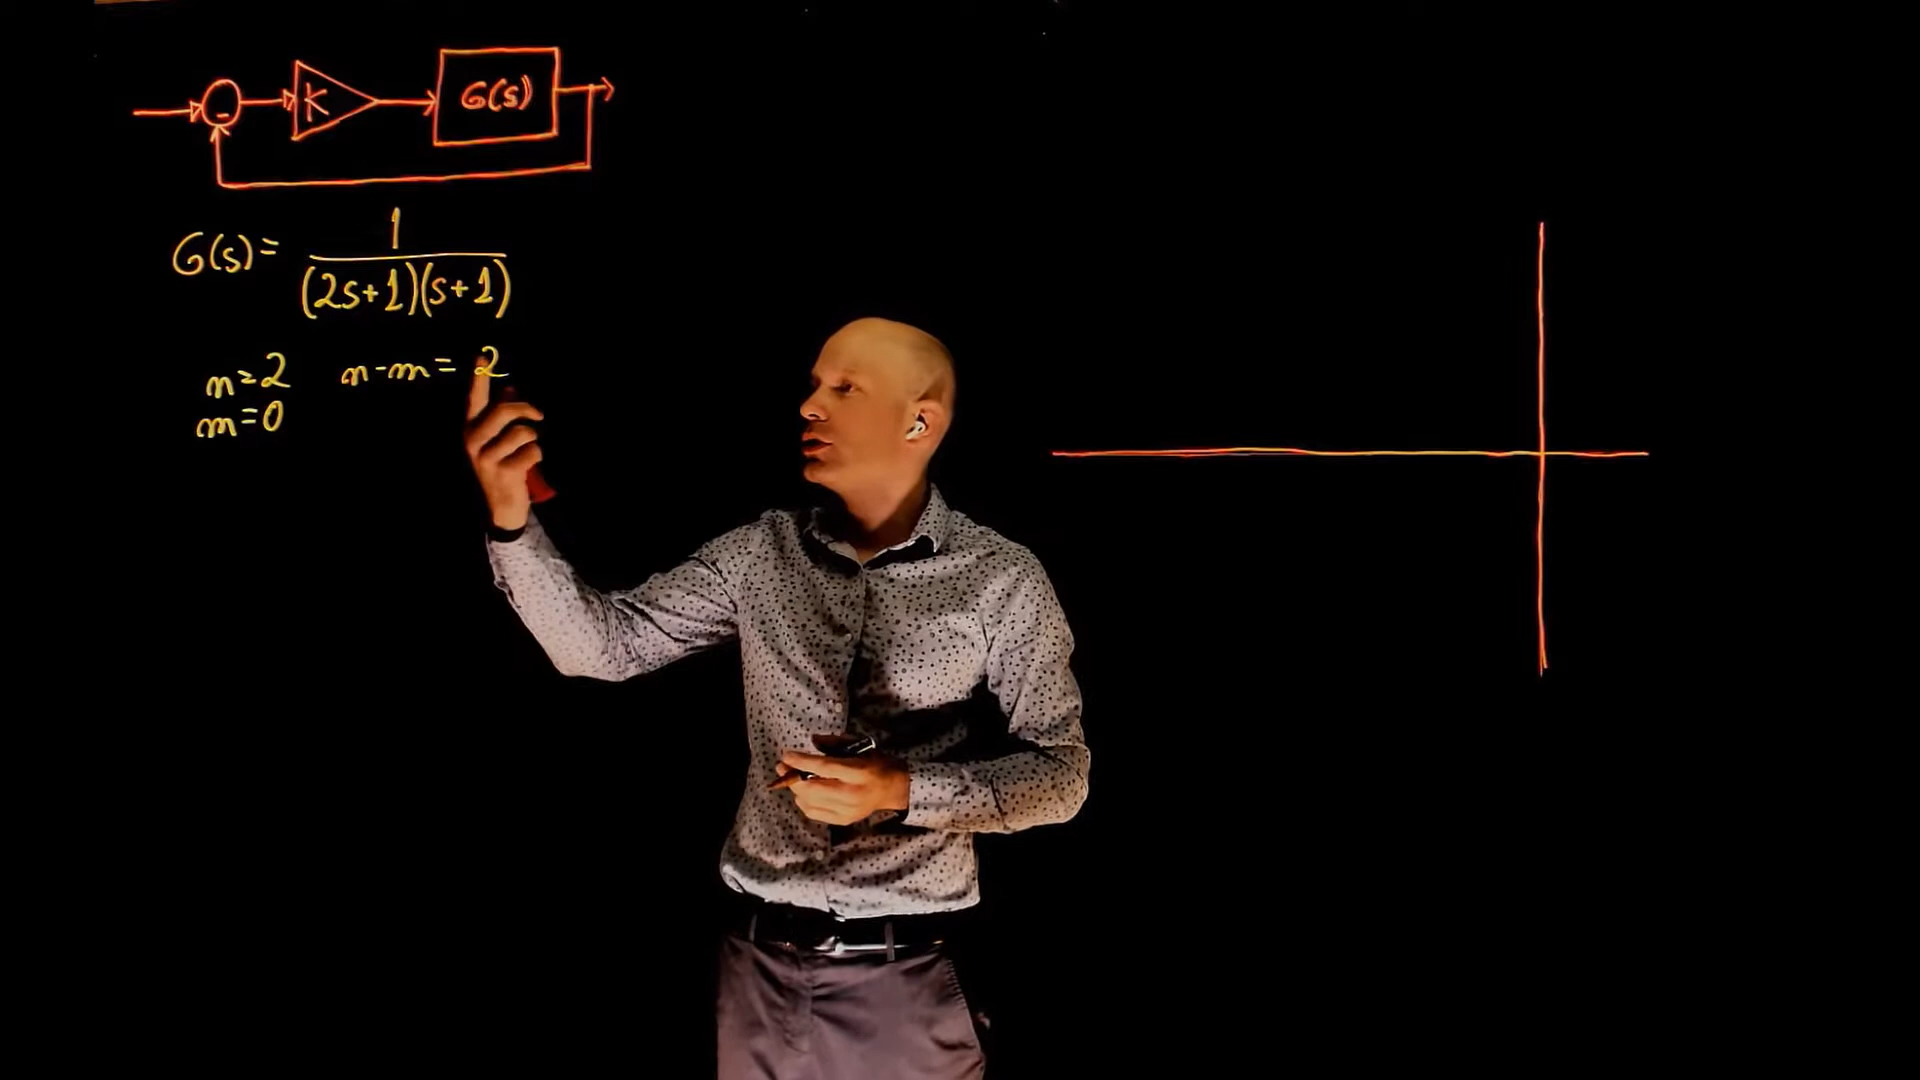 - K G(s)
G(s) = 1
(2s+1)(s+1)
n=2 n-m= 2
m=0